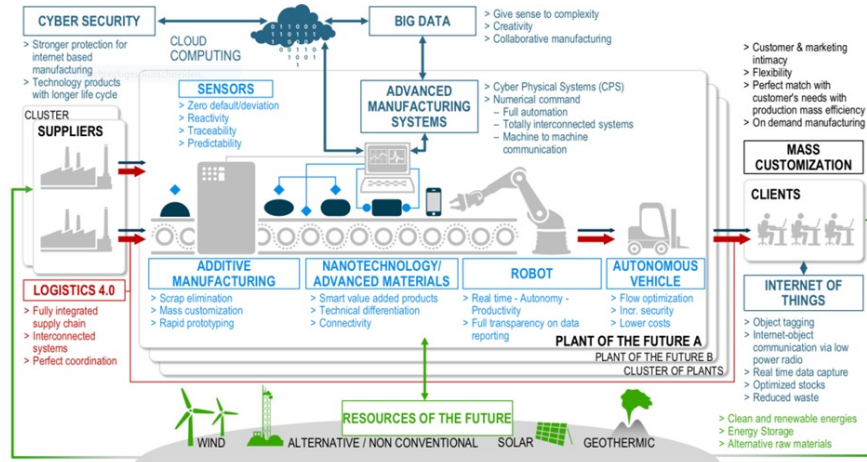 CYBER SECURITY
> Stronger protection for
internet based
manufacturing
> Technology products
with longer life cycle
CLOUD
COMPUTING
BIG DATA
> Give sense to complexity
> Creativity
> Collaborative manufacturing
SENSORS
> Zero default/deviation
> Reactivity
> Traceability
> Predictability
ADVANCED
MANUFACTURING
SYSTEMS
> Cyber Physical Systems (CPS)
> Numerical command
– Full automation
– Totally interconnected systems
– Machine to machine
communication
> Customer & marketing
intimacy
> Flexibility
> Perfect match with
customer's needs with
production mass efficiency
> On demand manufacturing
CLUSTER
SUPPLIERS
MASS
CUSTOMIZATION
CLIENTS
LOGISTICS 4.0
> Fully integrated
supply chain
> Interconnected
systems
> Perfect coordination
ADDITIVE
MANUFACTURING
> Scrap elimination
> Mass customization
> Rapid prototyping
NANOTECHNOLOGY/
ADVANCED MATERIALS
> Smart value added products
> Technical differentiation
> Connectivity
ROBOT
> Real time - Autonomy -
Productivity
> Full transparency on data
reporting
AUTONOMOUS
VEHICLE
> Flow optimization
> Incr. security
> Lower costs
INTERNET OF
THINGS
> Object tagging
> Internet-object
communication via low
power radio
> Real time data capture
> Optimized stocks
> Reduced waste
PLANT OF THE FUTURE A
PLANT OF THE FUTURE B
CLUSTER OF PLANTS
RESOURCES OF THE FUTURE
WIND
ALTERNATIVE / NON CONVENTIONAL
SOLAR
GEOTHERMIC
> Clean and renewable energies
> Energy Storage
> Alternative raw materials